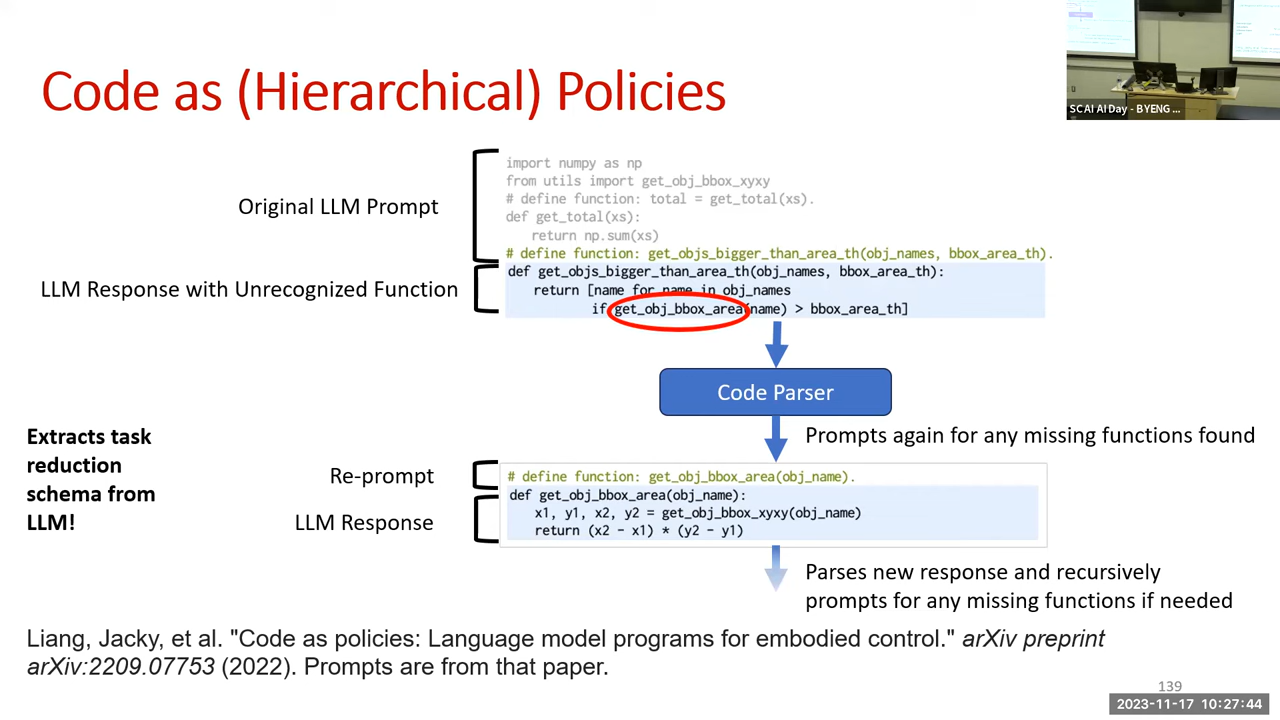 Code as (Hierarchical) Policies
SCAI AI Day - BYENG ...
Original LLM Prompt
import numpy as np
from utils import get_obj_bbox_xyxy
# define function: total = get_total(xs).
def get_total(xs):
return np.sum(xs)
# define function: get_objs_bigger_than_area_th(obj_names, bbox_area_th).
LLM Response with Unrecognized Function
def get_objs_bigger_than_area_th(obj_names, bbox_area_th):
return [name for name in obj_names
if get_obj_bbox_area(name) > bbox_area_th]
Code Parser
Prompts again for any missing functions found
Extracts task
reduction
schema from
LLM!
Re-prompt
# define function: get_obj_bbox_area(obj_name).
LLM Response
def get_obj_bbox_area(obj_name):
x1, y1, x2, y2 = get_obj_bbox_xyxy(obj_name)
return (x2 - x1) * (y2 - y1)
Parses new response and recursively
prompts for any missing functions if needed
Liang, Jacky, et al. "Code as policies: Language model programs for embodied control." arXiv preprint
arXiv:2209.07753 (2022). Prompts are from that paper.
139
2023-11-17 10:27:44